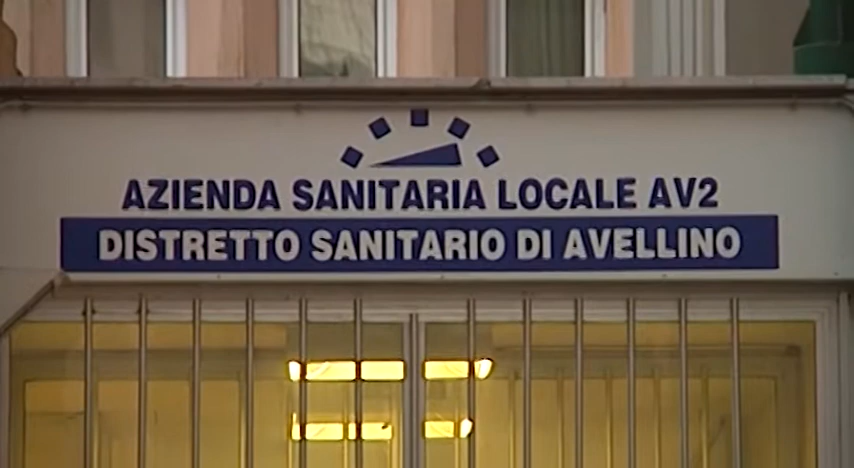 AZIENDA SANITARIA LOCALE AV2
DISTRETTO SANITARIO DI AVELLINO